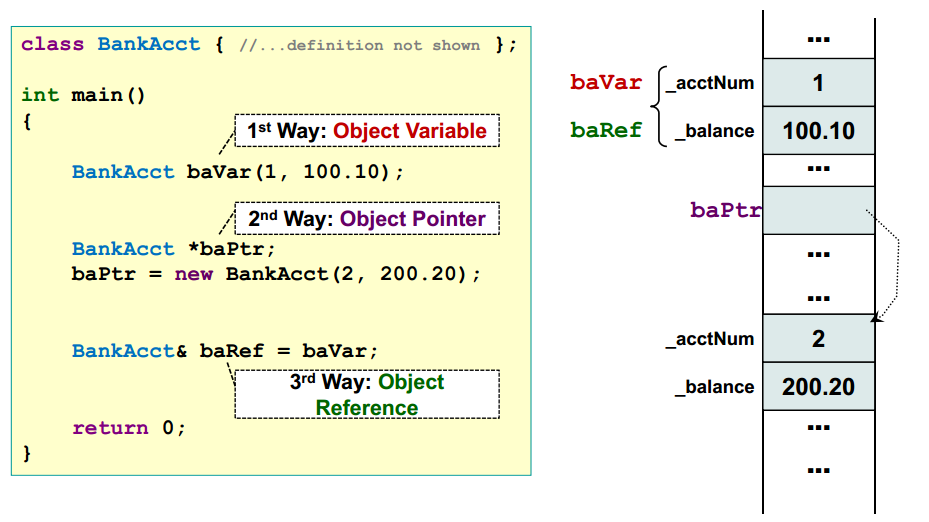 class BankAcct { //...definition not shown };
int main()
{
1st Way: Object Variable
BankAcct baVar(1, 100.10);
2nd Way: Object Pointer
BankAcct *baPtr;
baPtr = new BankAcct(2, 200.20);
BankAcct& baRef = baVar;
3rd Way: Object
Reference
return 0;
}
...
baVar _acctNum 1
baRef _balance 100.10
...
baPtr
...
...
_acctNum 2
_balance 200.20
...
...